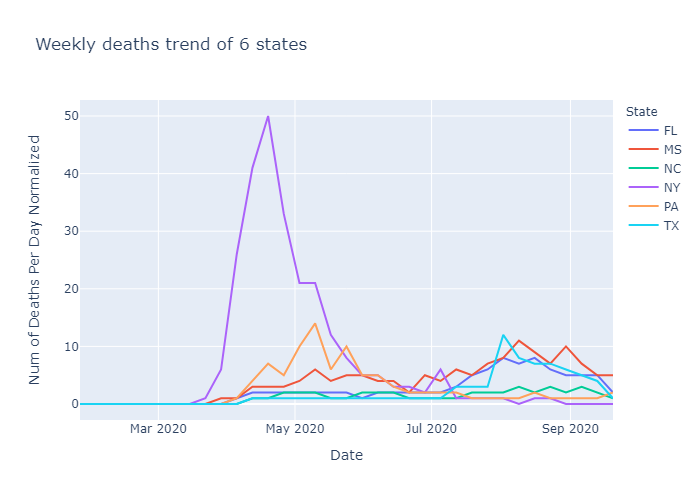 Weekly deaths trend of 6 states
State
FL
MS
NC
NY
PA
TX
Num of Deaths Per Day Normalized
50
40
30
20
10
0
Mar 2020
May 2020
Jul 2020
Sep 2020
Date